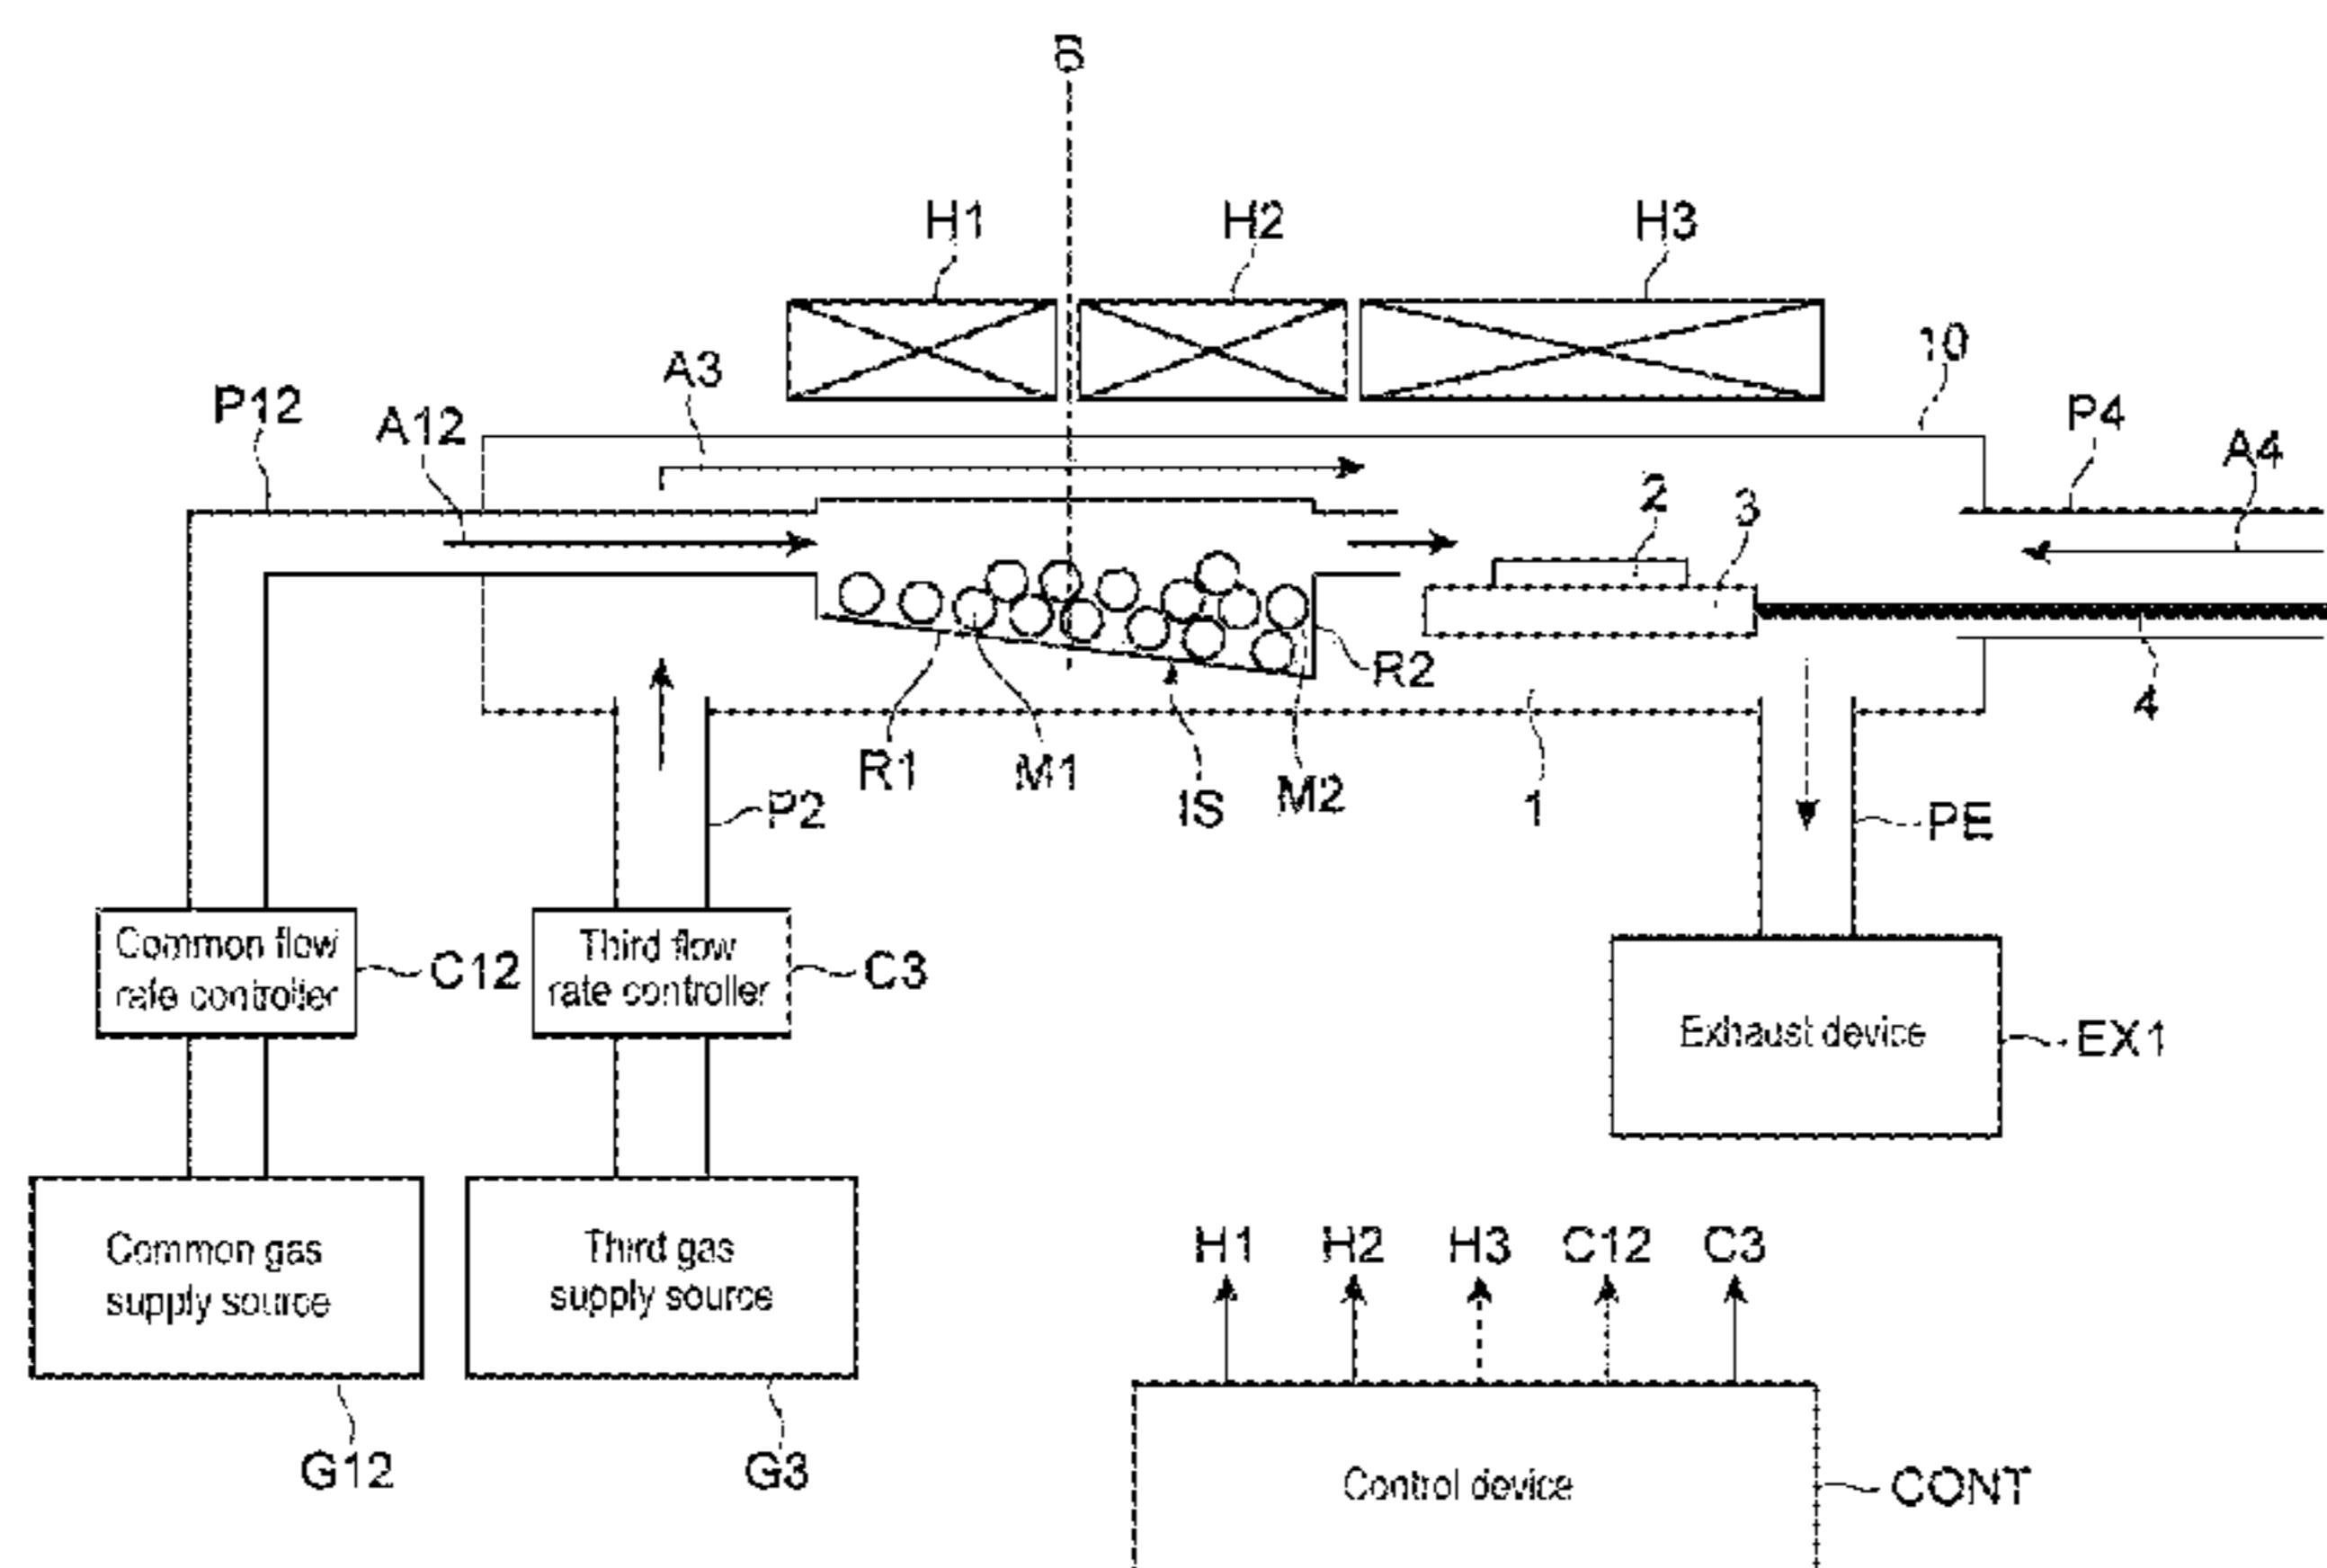 B
H1 H2 H3
A3 10
P12 A12 P4 A4
2 3
R2
4
R1 M1 IS M2 1
P2 PE
Common flow
rate controller
C12
Third flow
rate controller
C3
Exhaust device
EX1
Common gas
supply source
Third gas
supply source
H1 H2 H3 C12 C3
G12 G3
Control device
CONT